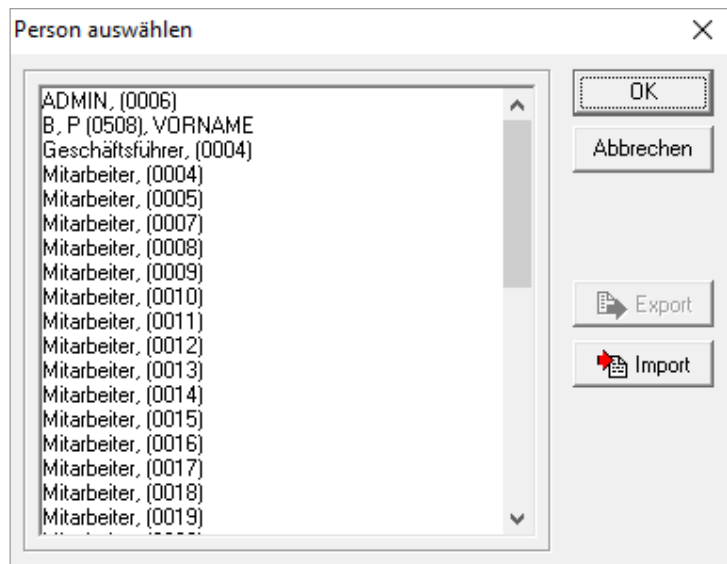 Person auswählen
ADMIN, (0006)
B, P (0508), VORNAME
Geschäftsführer, (0004)
Mitarbeiter, (0004)
Mitarbeiter, (0005)
Mitarbeiter, (0007)
Mitarbeiter, (0008)
Mitarbeiter, (0009)
Mitarbeiter, (0010)
Mitarbeiter, (0011)
Mitarbeiter, (0012)
Mitarbeiter, (0013)
Mitarbeiter, (0014)
Mitarbeiter, (0015)
Mitarbeiter, (0016)
Mitarbeiter, (0017)
Mitarbeiter, (0018)
Mitarbeiter, (0019)
OK
Abbrechen
Export
Import